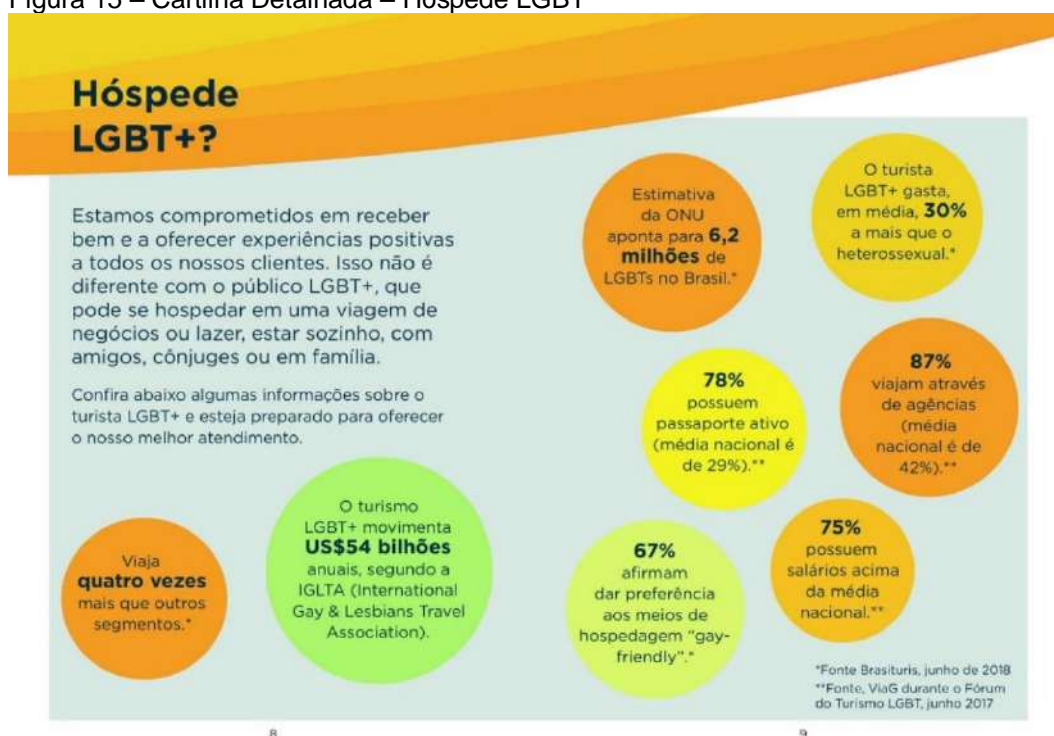 Figura 15 – Cartilha Detalhada – Hóspede LGBT
Hóspede
LGBT+?
Estamos comprometidos em receber
bem e a oferecer experiências positivas
a todos os nossos clientes. Isso não é
diferente com o público LGBT+, que
pode se hospedar em uma viagem de
negócios ou lazer, estar sozinho, com
amigos, cônjuges ou em família.
Confira abaixo algumas informações sobre o
turista LGBT+ e esteja preparado para oferecer
o nosso melhor atendimento.
Viaja
quatro vezes
mais que outros
segmentos.*
O turismo
LGBT+ movimenta
US$54 bilhões
anuais, segundo a
IGLTA (International
Gay & Lesbians Travel
Association).
Estimativa
da ONU
aponta para 6,2
milhões de
LGBTs no Brasil.*
O turista
LGBT+ gasta,
em média, 30%
a mais que o
heterossexual.*
78%
possuem
passaporte ativo
(média nacional é
de 29%).**
87%
viajam através
de agências
(média
nacional é de
42%).**
67%
afirmam
dar preferência
aos meios de
hospedagem "gay-
friendly".*
75%
possuem
salários acima
da média
nacional.**
*Fonte Brasituris, junho de 2018
**Fonte, ViaG durante o Fórum
do Turismo LGBT, junho 2017
8
9